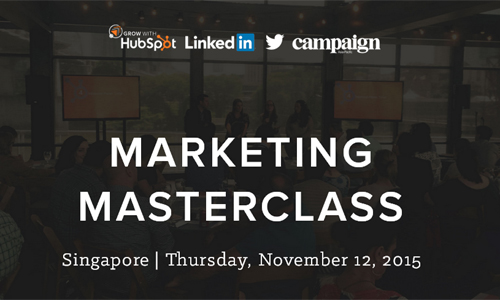 GROW WITH
HubSpot LinkedIn campaign
MARKETING
MASTERCLASS
Singapore | Thursday, November 12, 2015